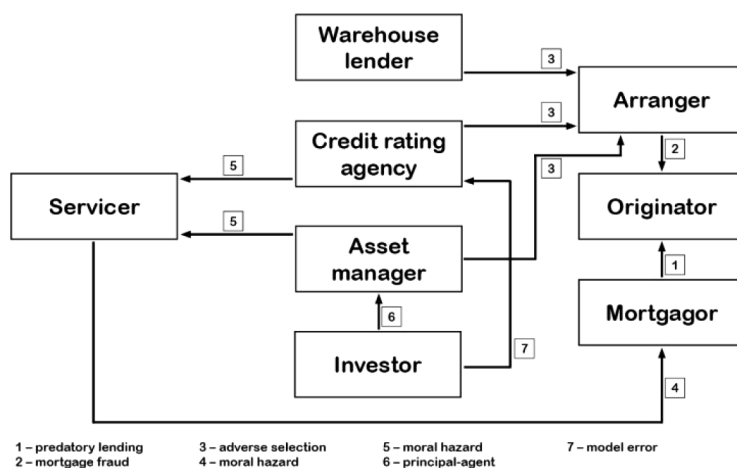 Warehouse
lender
3
Arranger
Credit rating
agency
3
2
5
3
Servicer
Originator
5
Asset
manager
1
6
Mortgagor
Investor
7
4
1 – predatory lending
2 – mortgage fraud
3 – adverse selection
4 – moral hazard
5 – moral hazard
6 – principal-agent
7 – model error